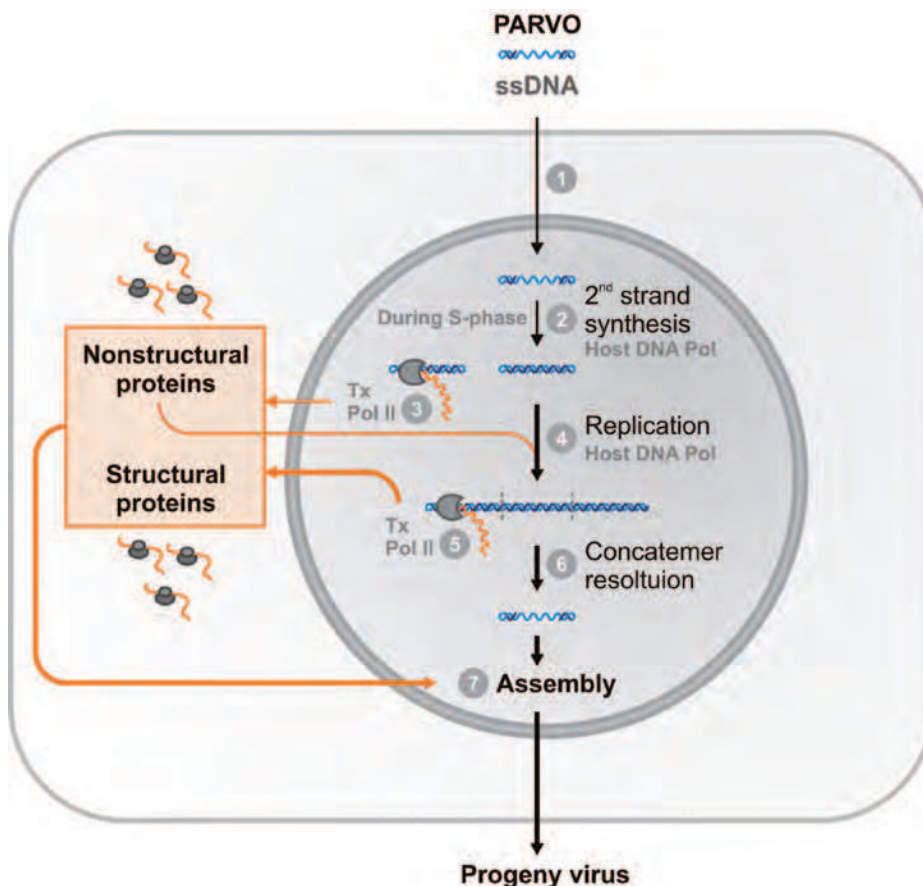 PARVO
ssDNA
1
During S-phase
2
2nd strand
synthesis
Host DNA Pol
Nonstructural
proteins
Tx
Pol II
3
4
Replication
Host DNA Pol
Structural
proteins
Tx
Pol II
5
6
Concatemer
resoltuion
7
Assembly
Progeny virus